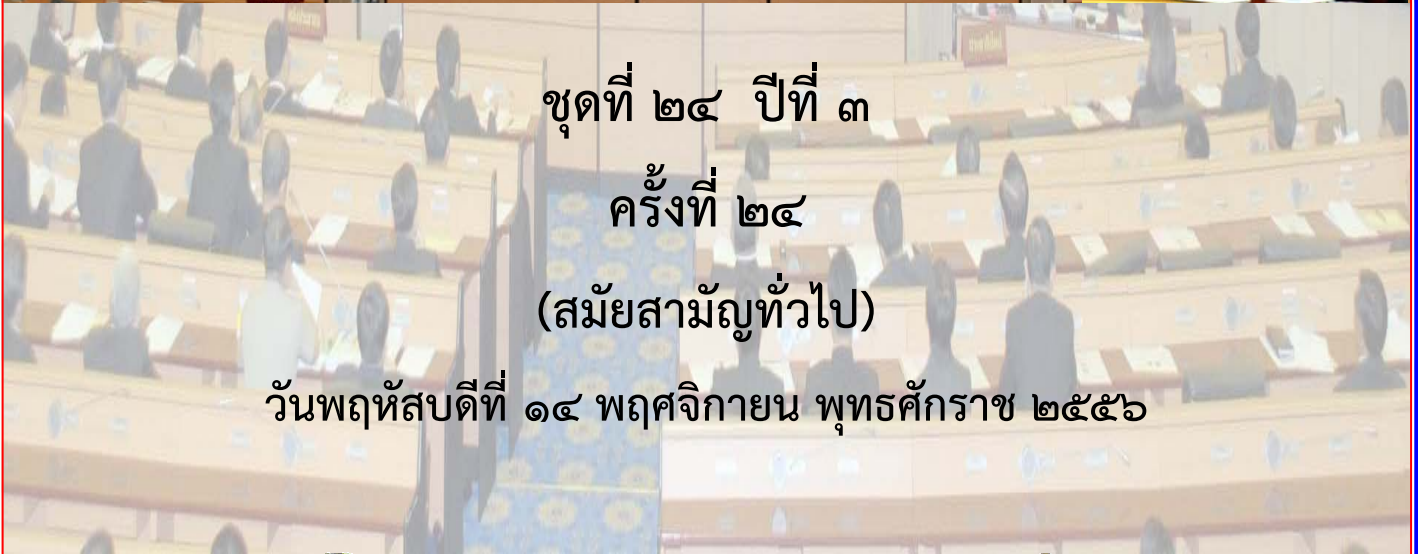 ชุดที่ ๒๔ ปีที่ ๓
ครั้งที่ ๒๔
(สมัยสามัญทั่วไป)
วันพฤหัสบดีที่ ๑๔ พฤศจิกายน พุทธศักราช ๒๕๕๖